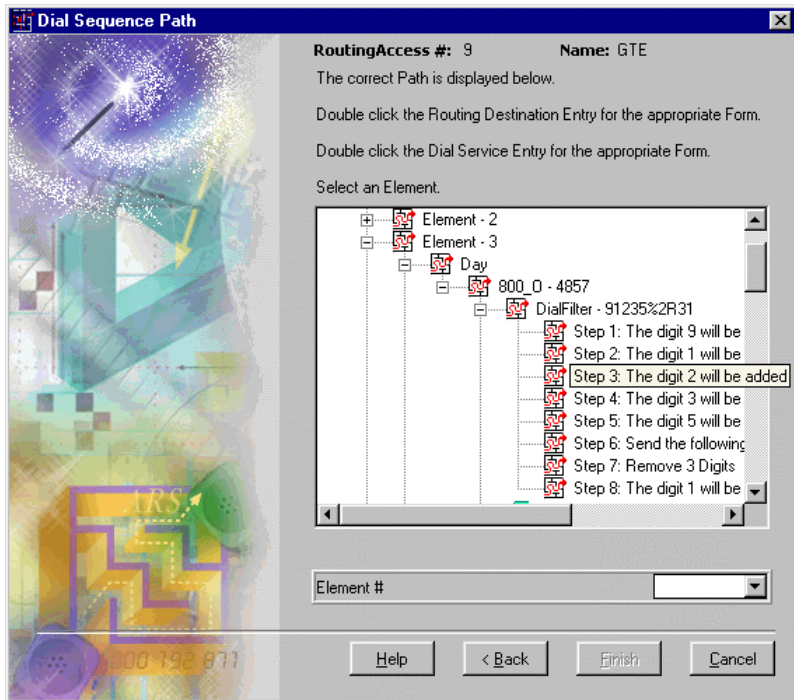 Dial Sequence Path
RoutingAccess #: 9 Name: GTE
The correct Path is displayed below.
Double click the Routing Destination Entry for the appropriate Form.
Double click the Dial Service Entry for the appropriate Form.
Select an Element.
Element - 2
Element - 3
Day
800_O - 4857
DialFilter - 91235%2R31
Step 1: The digit 9 will be
Step 2: The digit 1 will be
Step 3: The digit 2 will be added
Step 4: The digit 3 will be
Step 5: The digit 5 will be
Step 6: Send the following
Step 7: Remove 3 Digits
Step 8: The digit 1 will be
ARS
Element #
000 792 877
Help < Back Finish Cancel